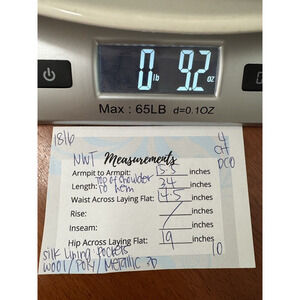 0 lb 9.2 oz
Max : 65LB d=0.1OZ
1816
NWT Measurements
Armpit to Armpit: 15.5 inches
top of shoulder
Length: to hem 34 inches
Waist Across Laying Flat: 14.5 inches
Rise: / inches
Inseam: / inches
Hip Across Laying Flat: 19 inches
silk lining pockets
wool / poly / metallic
10